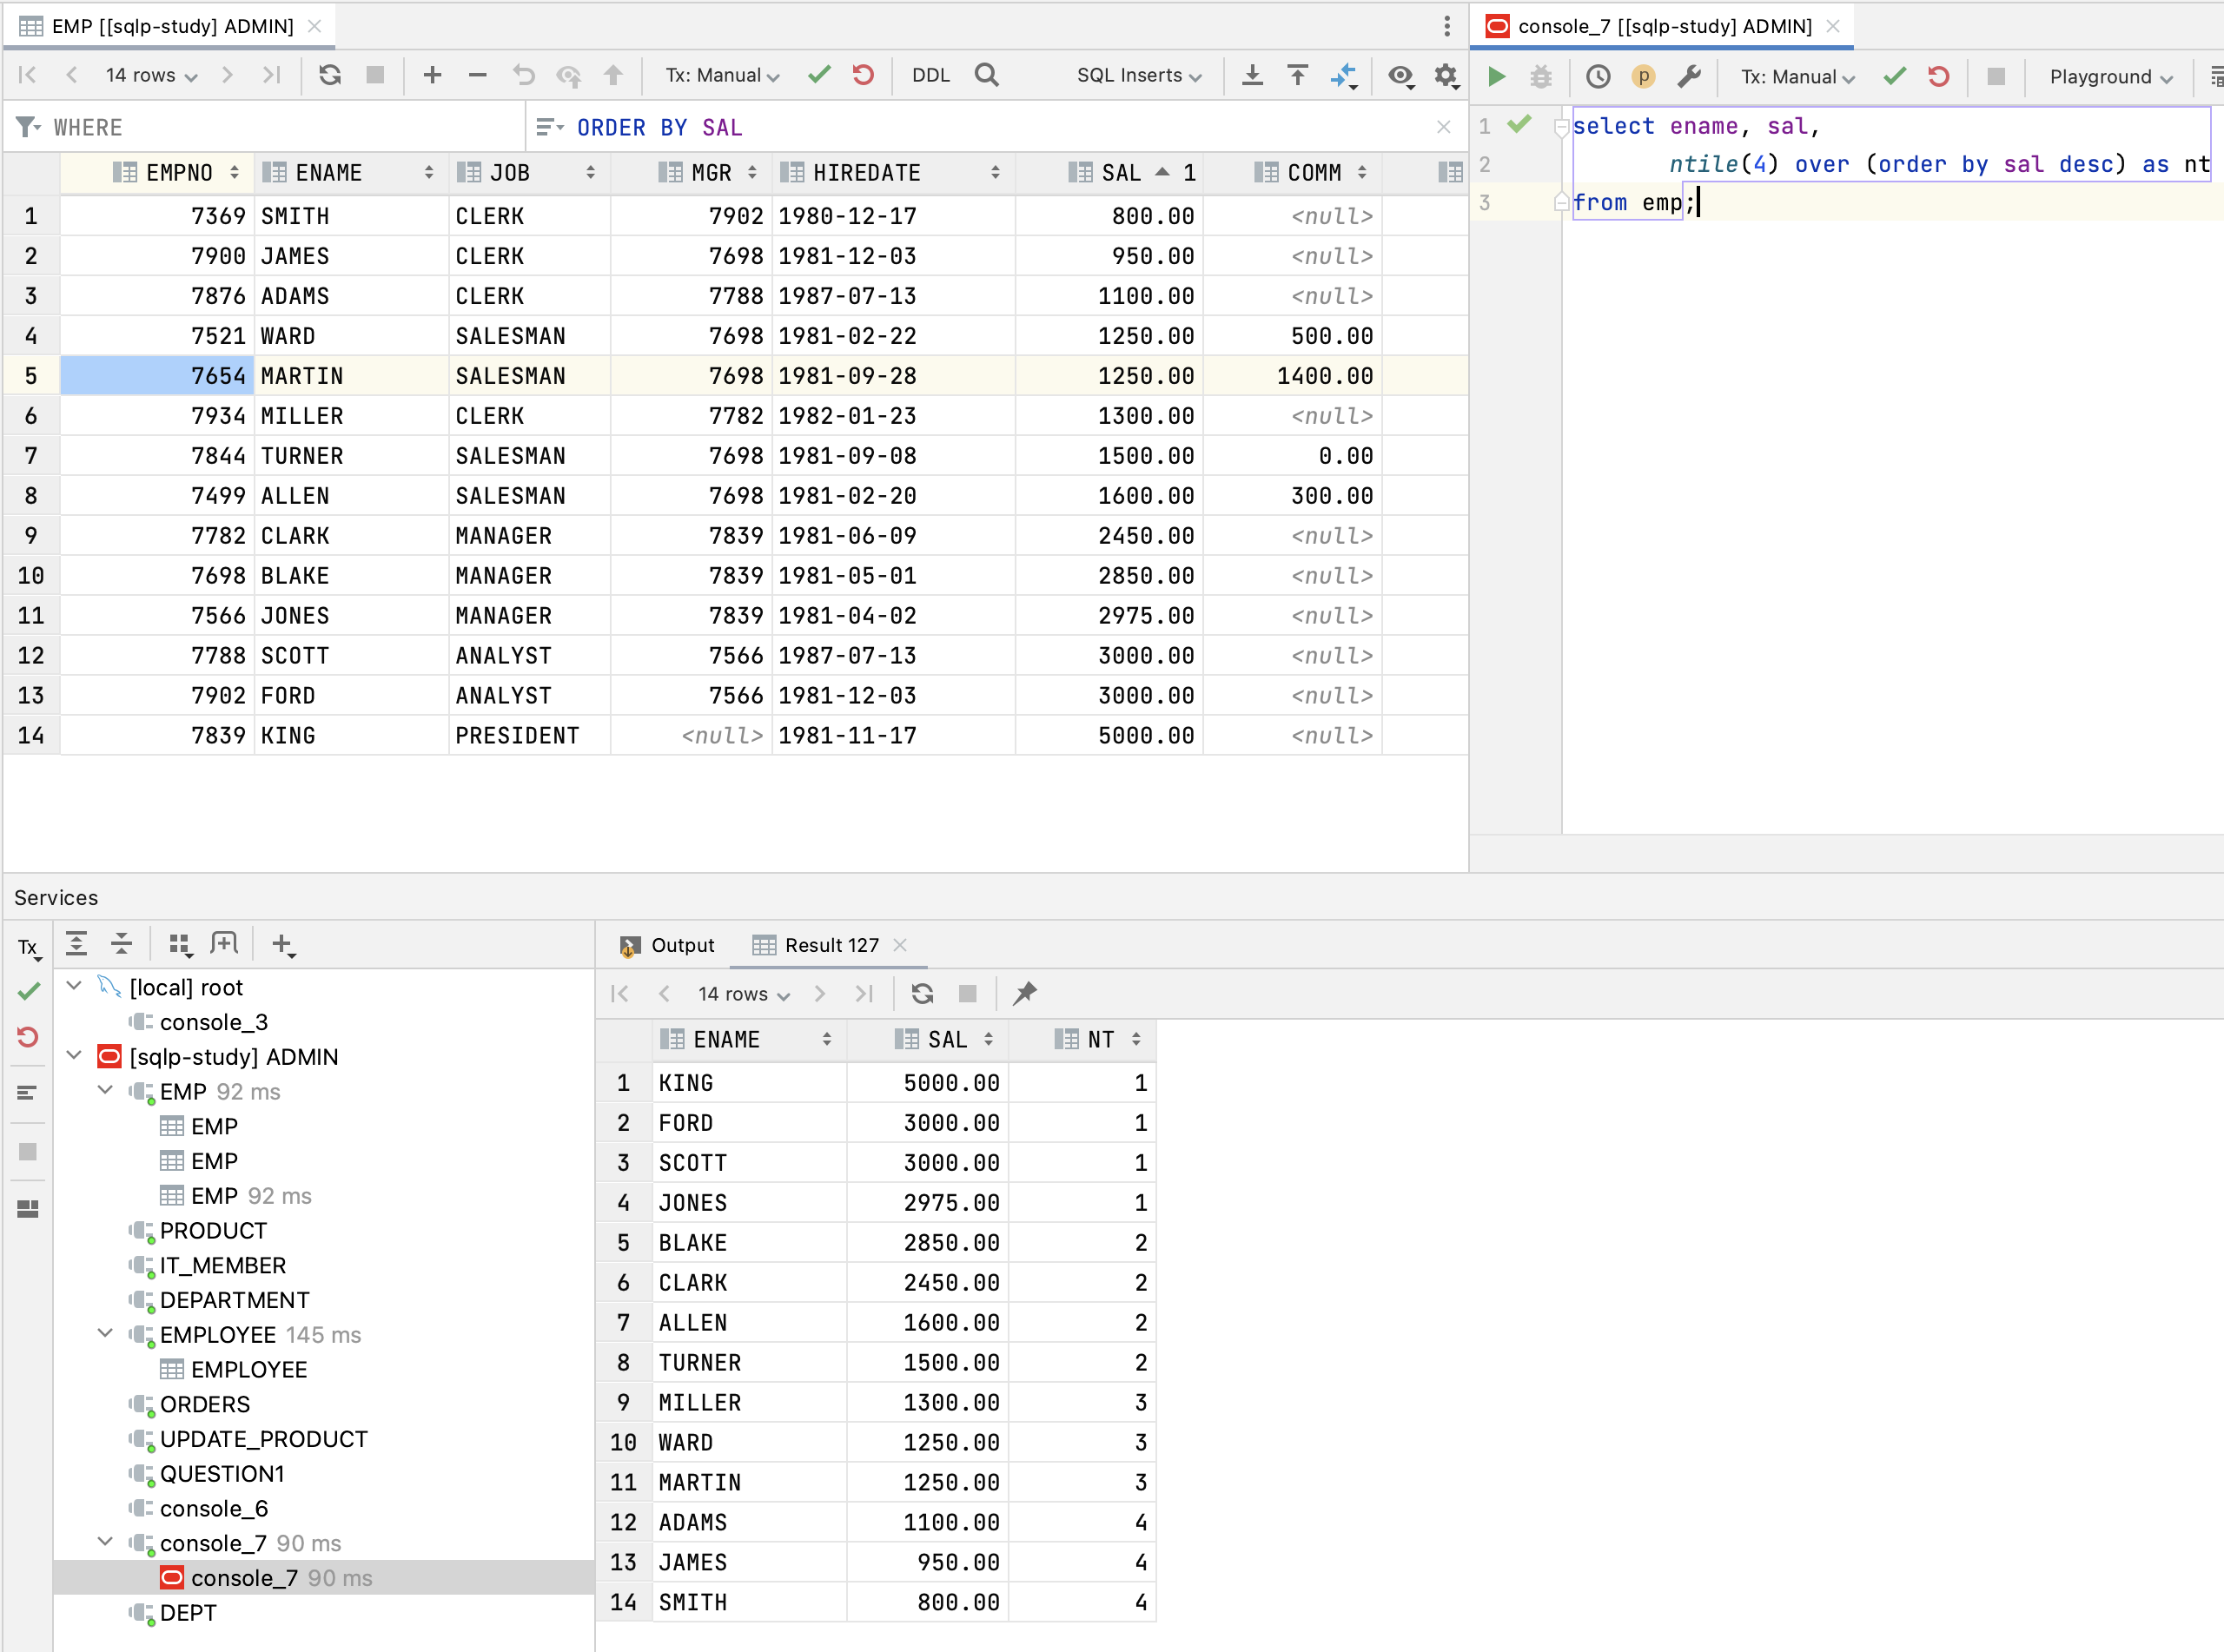 EMP [[sqlp-study] ADMIN]
14 rows
Tx: Manual
DDL
SQL Inserts
WHERE
ORDER BY SAL
EMPNO ENAME JOB MGR HIREDATE SAL 1 COMM
1 7369 SMITH CLERK 7902 1980-12-17 800.00 <null>
2 7900 JAMES CLERK 7698 1981-12-03 950.00 <null>
3 7876 ADAMS CLERK 7788 1987-07-13 1100.00 <null>
4 7521 WARD SALESMAN 7698 1981-02-22 1250.00 500.00
5 7654 MARTIN SALESMAN 7698 1981-09-28 1250.00 1400.00
6 7934 MILLER CLERK 7782 1982-01-23 1300.00 <null>
7 7844 TURNER SALESMAN 7698 1981-09-08 1500.00 0.00
8 7499 ALLEN SALESMAN 7698 1981-02-20 1600.00 300.00
9 7782 CLARK MANAGER 7839 1981-06-09 2450.00 <null>
10 7698 BLAKE MANAGER 7839 1981-05-01 2850.00 <null>
11 7566 JONES MANAGER 7839 1981-04-02 2975.00 <null>
12 7788 SCOTT ANALYST 7566 1987-07-13 3000.00 <null>
13 7902 FORD ANALYST 7566 1981-12-03 3000.00 <null>
14 7839 KING PRESIDENT <null> 1981-11-17 5000.00 <null>
console_7 [[sqlp-study] ADMIN]
p
Tx: Manual
Playground
1 select ename, sal,
2 ntile(4) over (order by sal desc) as nt
3 from emp;
Services
Tx
[local] root
console_3
[sqlp-study] ADMIN
EMP 92 ms
EMP
EMP
EMP 92 ms
PRODUCT
IT_MEMBER
DEPARTMENT
EMPLOYEE 145 ms
EMPLOYEE
ORDERS
UPDATE_PRODUCT
QUESTION1
console_6
console_7 90 ms
console_7 90 ms
DEPT
Output
Result 127
14 rows
ENAME SAL NT
1 KING 5000.00 1
2 FORD 3000.00 1
3 SCOTT 3000.00 1
4 JONES 2975.00 1
5 BLAKE 2850.00 2
6 CLARK 2450.00 2
7 ALLEN 1600.00 2
8 TURNER 1500.00 2
9 MILLER 1300.00 3
10 WARD 1250.00 3
11 MARTIN 1250.00 3
12 ADAMS 1100.00 4
13 JAMES 950.00 4
14 SMITH 800.00 4